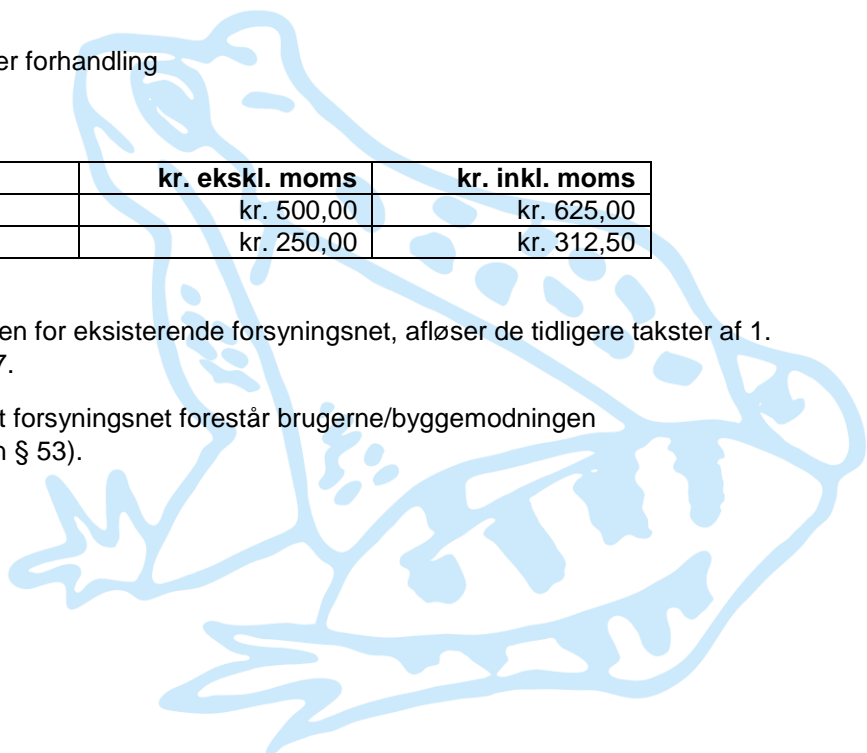 er forhandling
kr. ekskl. moms kr. inkl. moms
kr. 500,00 kr. 625,00
kr. 250,00 kr. 312,50
en for eksisterende forsyningsnet, afløser de tidligere takster af 1.
7.
t forsyningsnet forestår brugerne/byggemodningen
n § 53).